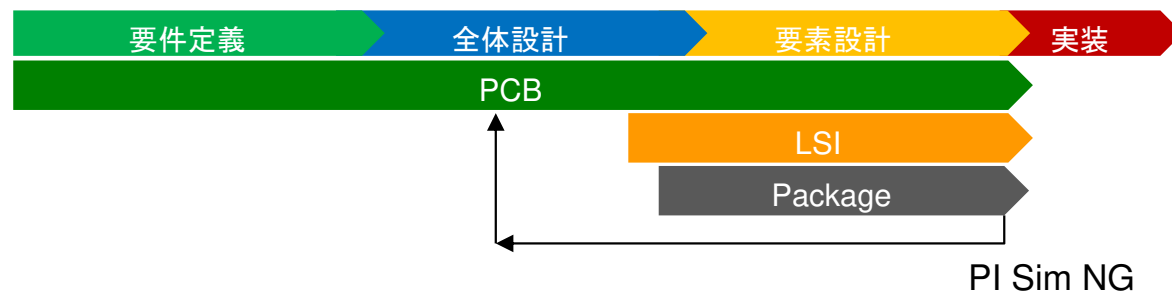 要件定義 全体設計 要素設計 実装
PCB
LSI
Package
PI Sim NG